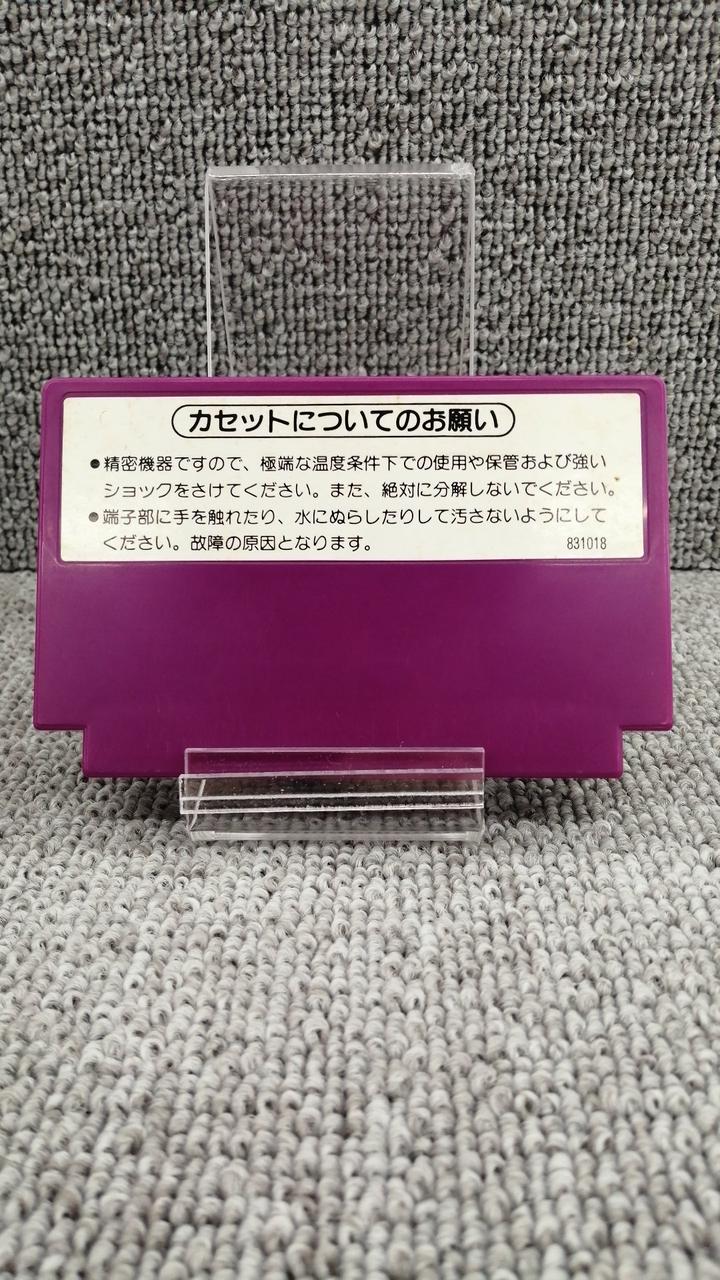 カセットについてのお願い
●精密機器ですので、極端な温度条件下での使用や保管および強い
ショックをさけてください。また、絶対に分解しないでください。
●端子部に手を触れたり、水にぬらしたりして汚さないようにして
ください。故障の原因となります。 831018